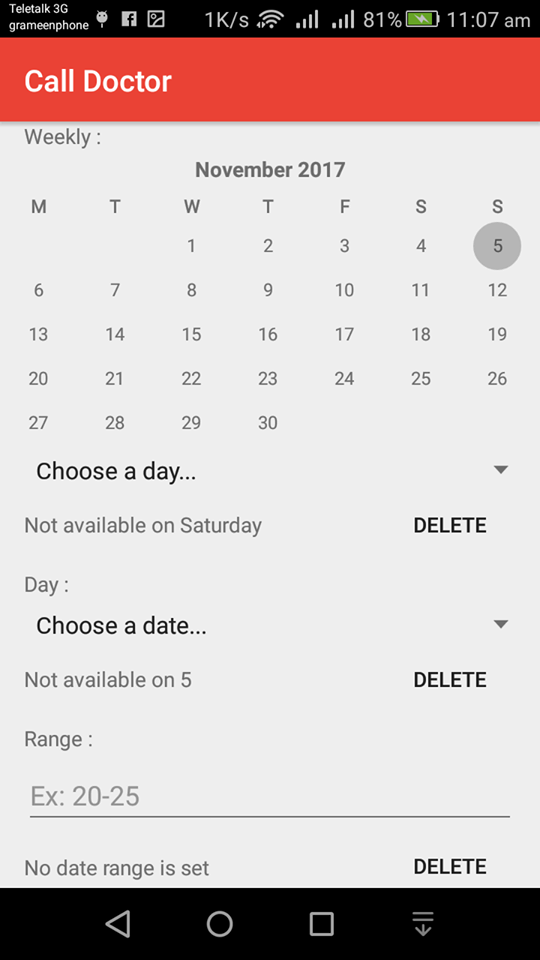 Teletalk 3G
grameenphone
1K/s 81% 11:07 am
Call Doctor
Weekly :
November 2017
M T W T F S S
1 2 3 4 5
6 7 8 9 10 11 12
13 14 15 16 17 18 19
20 21 22 23 24 25 26
27 28 29 30
Choose a day...
Not available on Saturday DELETE
Day :
Choose a date...
Not available on 5 DELETE
Range :
Ex: 20-25
No date range is set DELETE